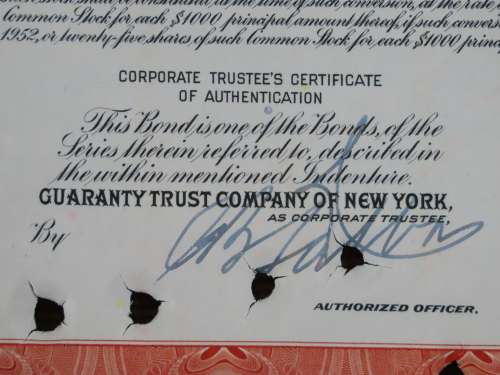 Common Stock for each $1000 principal amount thereof, if such conver
1952, or twenty-five shares of such Common Stock for each $1000 princ
CORPORATE TRUSTEE'S CERTIFICATE
OF AUTHENTICATION
This Bond is one of the Bonds, of the
Series therein referred to, described in
the within mentioned Indenture.
GUARANTY TRUST COMPANY OF NEW YORK,
AS CORPORATE TRUSTEE,
By
AUTHORIZED OFFICER.